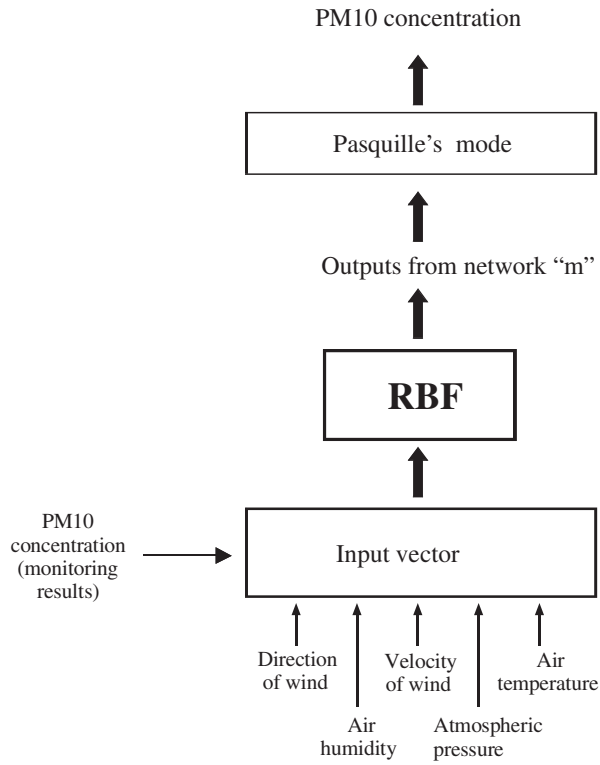 PM10 concentration
Pasquille's mode
Outputs from network “m”
RBF
PM10
concentration
(monitoring
results)
Input vector
Direction
of wind
Velocity
of wind
Air
temperature
Air
humidity
Atmospheric
pressure